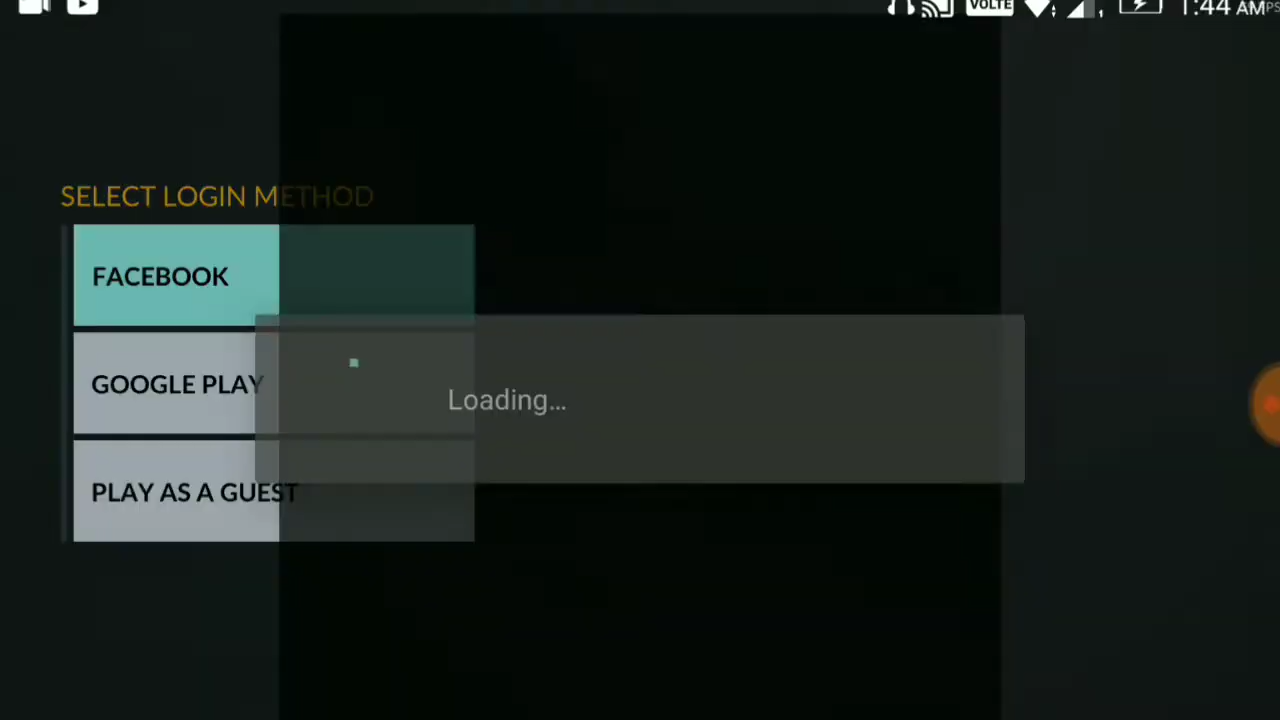 VOLTE
1:44 AM
SELECT LOGIN METHOD
FACEBOOK
GOOGLE PLAY
Loading...
PLAY AS A GUEST